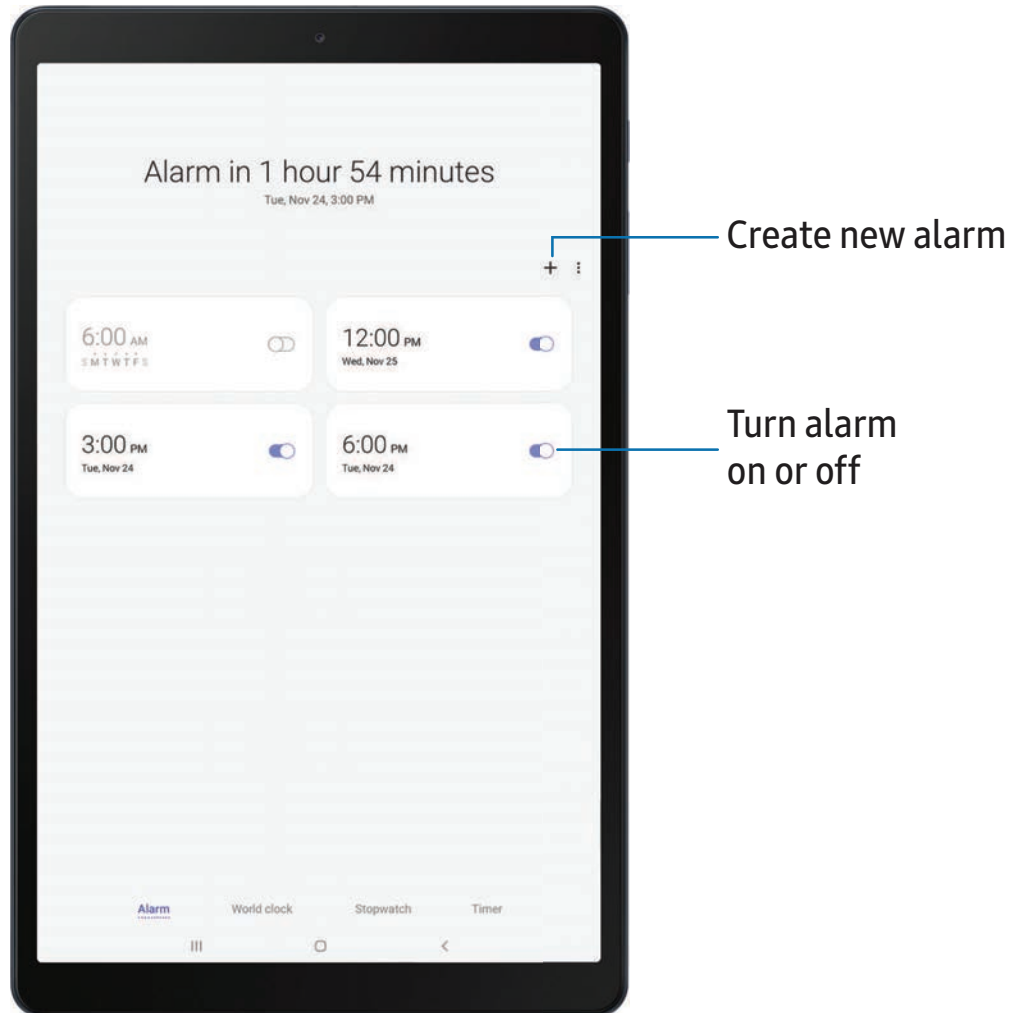 Alarm in 1 hour 54 minutes
Tue, Nov 24, 3:00 PM
Create new alarm
6:00 AM
S M T W T F S
12:00 PM
Wed, Nov 25
3:00 PM
Tue, Nov 24
6:00 PM
Tue, Nov 24
Turn alarm
on or off
Alarm World clock Stopwatch Timer